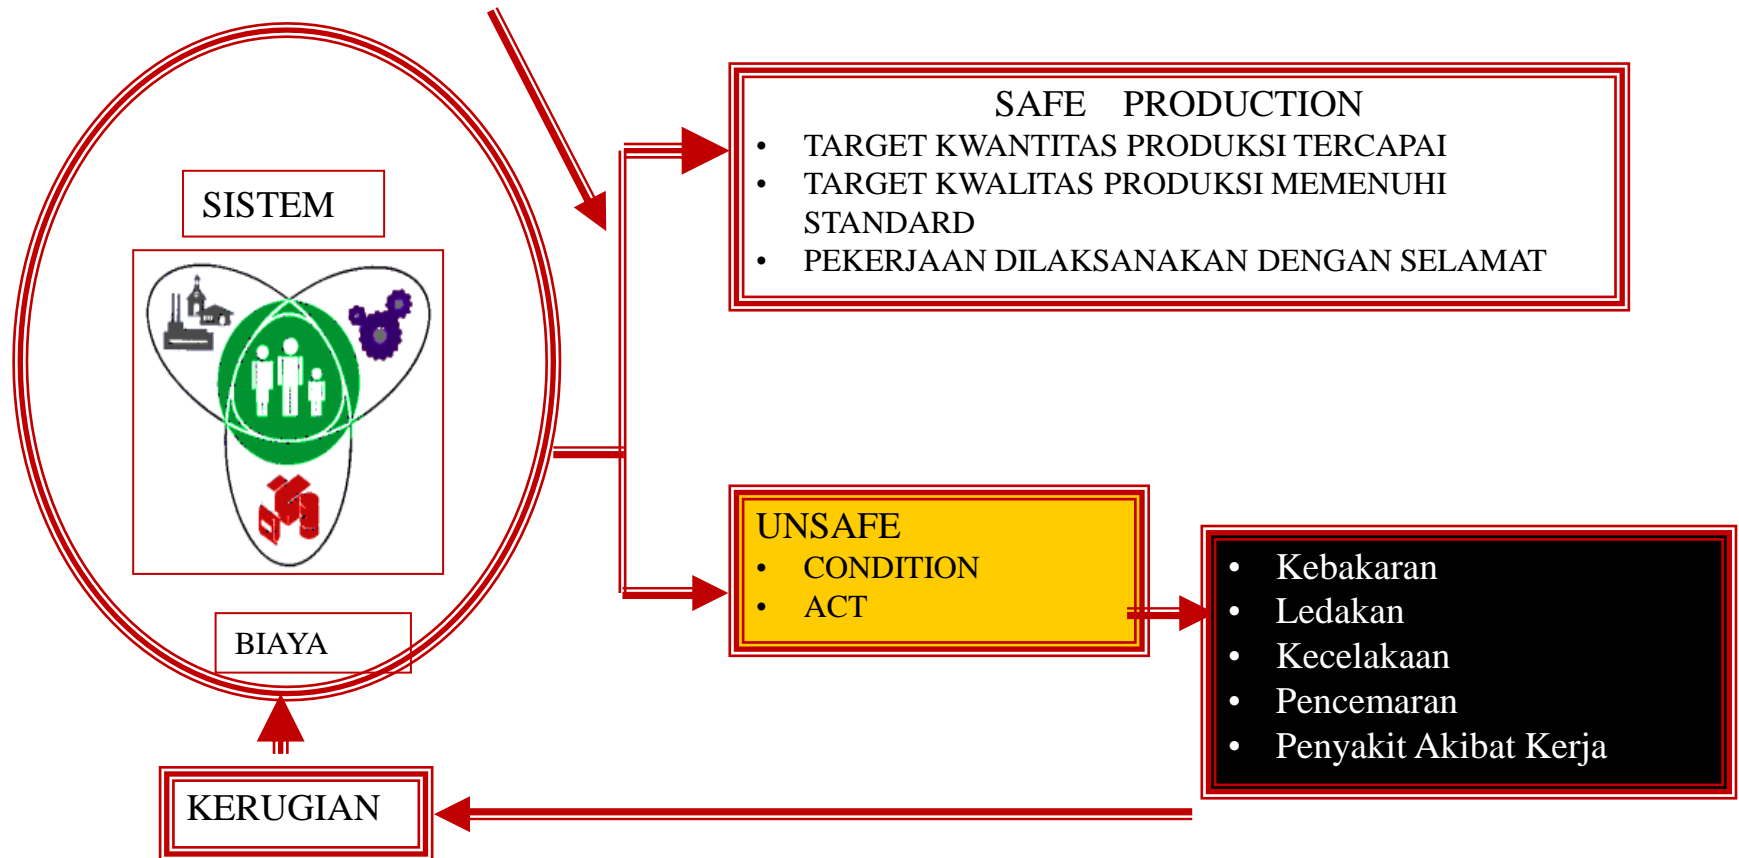 SISTEM
BIAYA
KERUGIAN
SAFE PRODUCTION
• TARGET KWANTITAS PRODUKSI TERCAPAI
• TARGET KWALITAS PRODUKSI MEMENUHI
STANDARD
• PEKERJAAN DILAKSANAKAN DENGAN SELAMAT
UNSAFE
• CONDITION
• ACT
• Kebakaran
• Ledakan
• Kecelakaan
• Pencemaran
• Penyakit Akibat Kerja